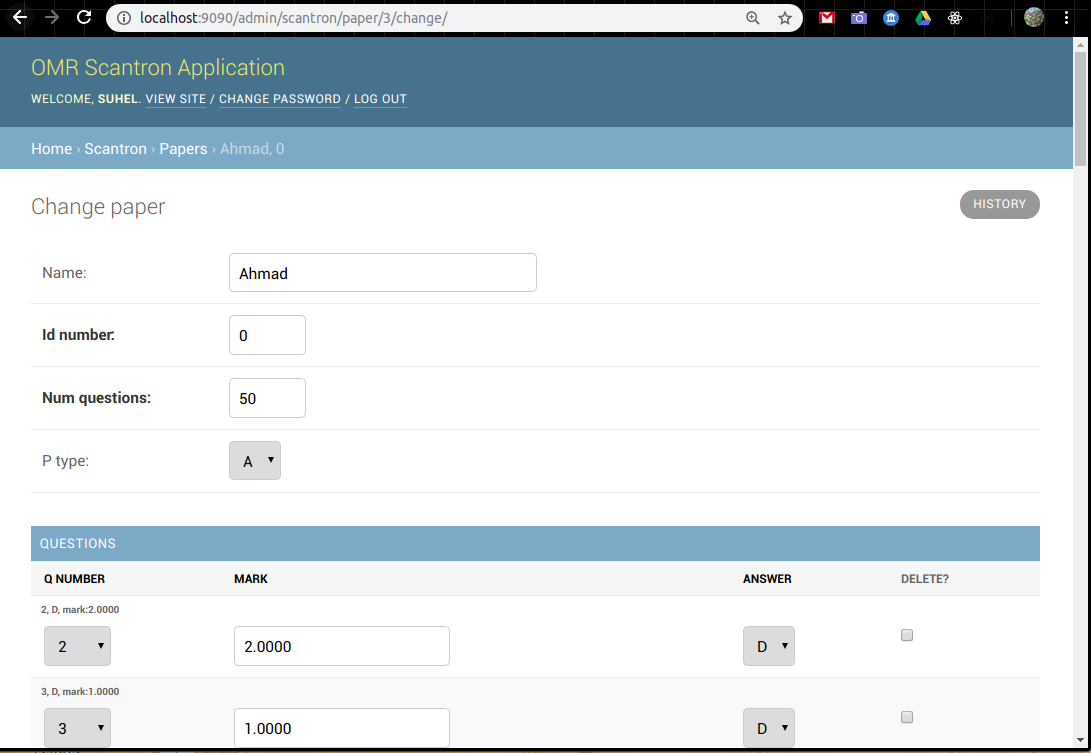 localhost:9090/admin/scantron/paper/3/change/
OMR Scantron Application
WELCOME, SUHEL. VIEW SITE / CHANGE PASSWORD / LOG OUT
Home › Scantron › Papers › Ahmad, 0
Change paper
HISTORY
Name:
Ahmad
Id number:
0
Num questions:
50
P type:
A
QUESTIONS
Q NUMBER MARK ANSWER DELETE?
2, D, mark:2.0000
2 2.0000 D
3, D, mark:1.0000
3 1.0000 D